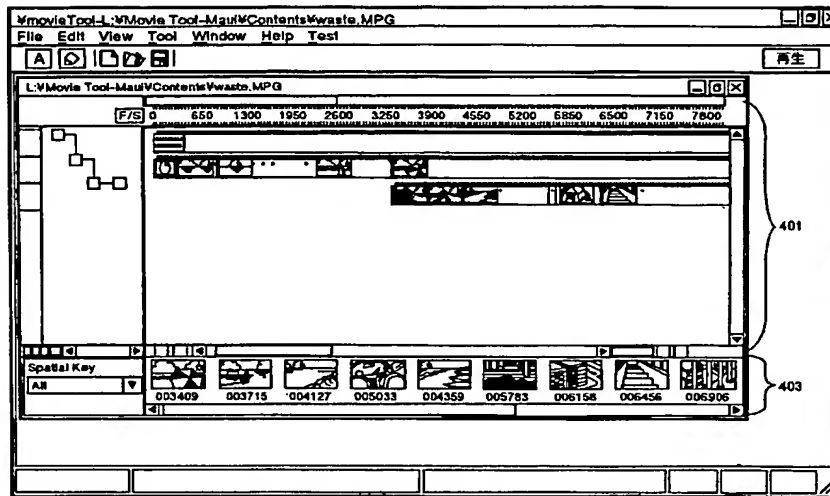 ¥movieTool-L:¥Movie Tool-Maui¥Contents¥waste.MPG
File Edit View Tool Window Help Test
A 再生
L:¥Movie Tool-Maui¥Contents¥waste.MPG
F/S 0 650 1300 1950 2600 3250 3900 4550 5200 5850 6500 7150 7800
401
Spatial Key
All
003409 003715 004127 005033 004359 005783 006158 006456 006906
403